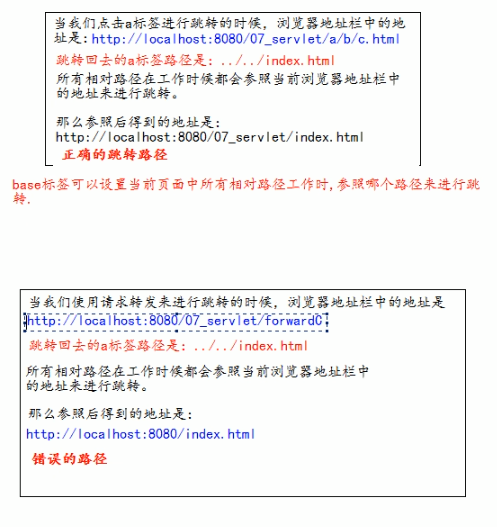 当我们点击a标签进行跳转的时候，浏览器地址栏中的地
址是:http://localhost:8080/07_servlet/a/b/c.html
跳转回去的a标签路径是: ../../index.html
所有相对路径在工作时候都会参照当前浏览器地址栏中
的地址来进行跳转。
那么参照后得到的地址是:
http://localhost:8080/07_servlet/index.html
正确的跳转路径
base标签可以设置当前页面中所有相对路径工作时,参照哪个路径来进行跳
转.
当我们使用请求转发来进行跳转的时候，浏览器地址栏中的地址是
http://localhost:8080/07_servlet/forwardC
跳转回去的a标签路径是: ../../index.html
所有相对路径在工作时候都会参照当前浏览器地址栏中
的地址来进行跳转。
那么参照后得到的地址是:
http://localhost:8080/index.html
错误的路径